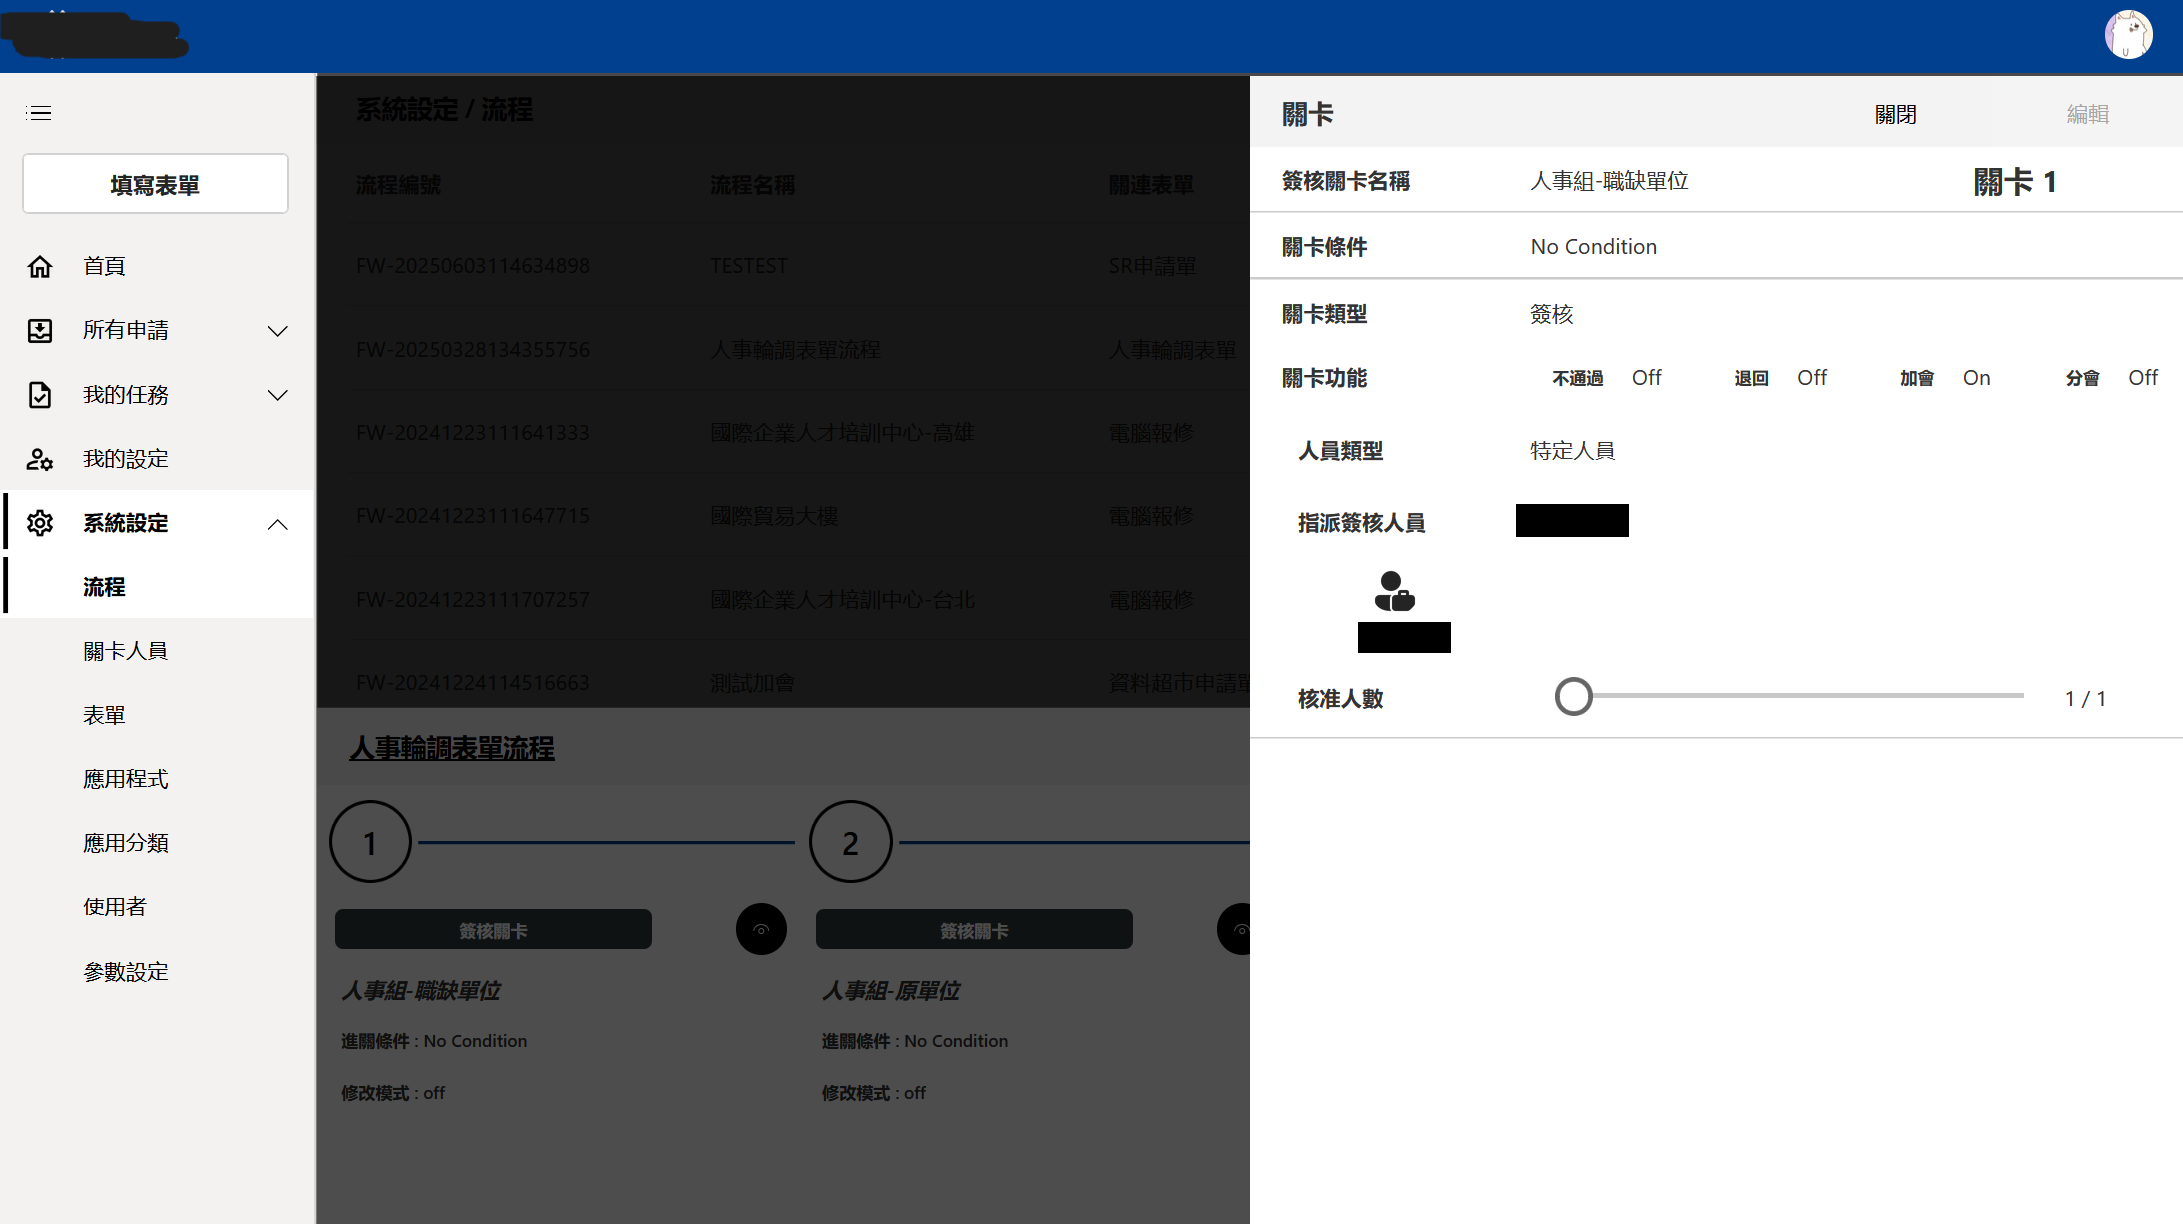 填寫表單
首頁
所有申請
我的任務
我的設定
系統設定
流程
關卡人員
表單
應用程式
應用分類
使用者
參數設定
系統設定 / 流程
流程編號 流程名稱 關連表單
FW-20250603114634898 TESTEST SR申請單
FW-20250328134355756 人事輪調表單流程 人事輪調表單
FW-20241223111641333 國際企業人才培訓中心-高雄 電腦報修
FW-20241223111647715 國際貿易大樓 電腦報修
FW-20241223111707257 國際企業人才培訓中心-台北 電腦報修
FW-20241224114516663 測試加會 資料超市申請單
人事輪調表單流程
1 2
簽核關卡 簽核關卡
人事組-職缺單位 人事組-原單位
進關條件 : No Condition 進關條件 : No Condition
修改模式 : off 修改模式 : off
關卡 關閉 編輯
簽核關卡名稱 人事組-職缺單位 關卡 1
關卡條件 No Condition
關卡類型 簽核
關卡功能 不通過 Off 退回 Off 加會 On 分會 Off
人員類型 特定人員
指派簽核人員
核准人數 1 / 1